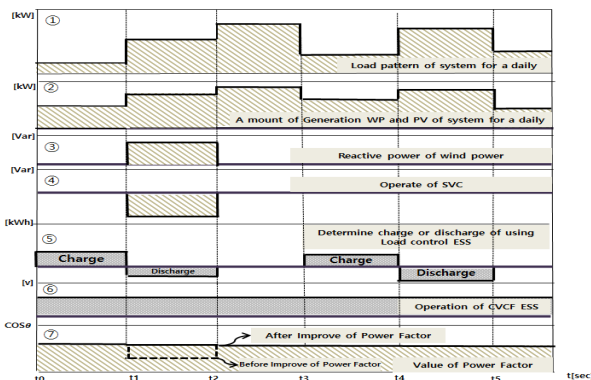 [kW]
①
Load pattern of system for a daily
[kW]
②
A mount of Generation WP and PV of system for a daily
[Var]
③
Reactive power of wind power
[Var]
④
Operate of SVC
[kWh]
Determine charge or discharge of using
Load control ESS
⑤
Charge
Discharge
Charge
Discharge
[v]
⑥
Operation of CVCF ESS
COSθ
⑦
After Improve of Power Factor
Before Improve of Power Factor
Value of Power Factor
t0 t1 t2 t3 t4 t5 t[sec]